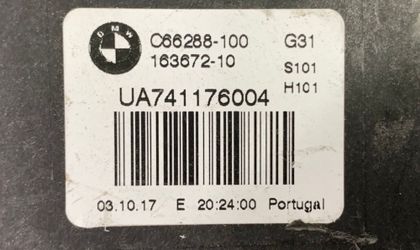 BMW
C66288-100 G31
163672-10 S101
H101
UA741176004
03.10.17 E 20:24:00 Portugal